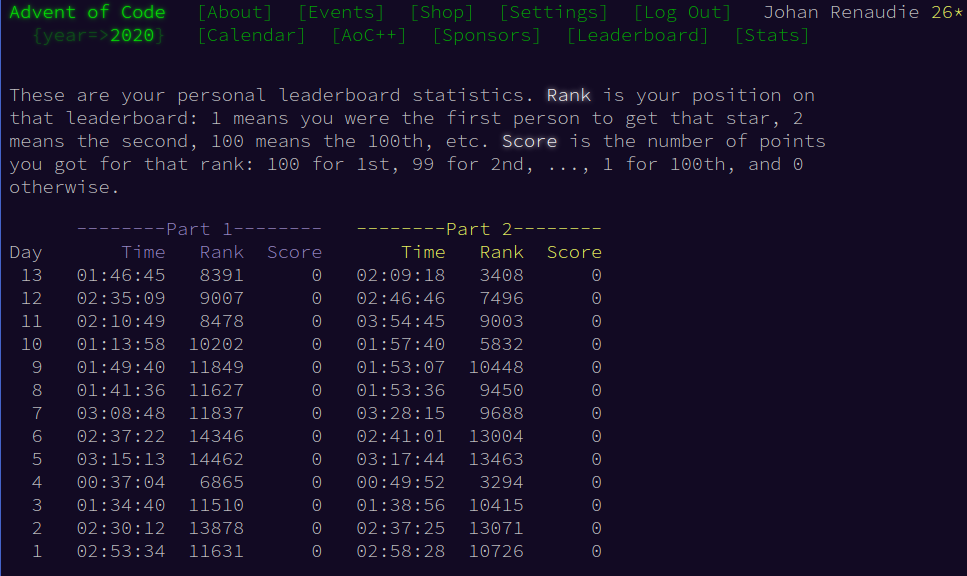 Advent of Code [About] [Events] [Shop] [Settings] [Log Out] Johan Renaudie 26*
{year=>2020} [Calendar] [AoC++] [Sponsors] [Leaderboard] [Stats]
These are your personal leaderboard statistics. Rank is your position on
that leaderboard: 1 means you were the first person to get that star, 2
means the second, 100 means the 100th, etc. Score is the number of points
you got for that rank: 100 for 1st, 99 for 2nd, ..., 1 for 100th, and 0
otherwise.
--------Part 1-------- --------Part 2--------
Day Time Rank Score Time Rank Score
13 01:46:45 8391 0 02:09:18 3408 0
12 02:35:09 9007 0 02:46:46 7496 0
11 02:10:49 8478 0 03:54:45 9003 0
10 01:13:58 10202 0 01:57:40 5832 0
9 01:49:40 11849 0 01:53:07 10448 0
8 01:41:36 11627 0 01:53:36 9450 0
7 03:08:48 11837 0 03:28:15 9688 0
6 02:37:22 14346 0 02:41:01 13004 0
5 03:15:13 14462 0 03:17:44 13463 0
4 00:37:04 6865 0 00:49:52 3294 0
3 01:34:40 11510 0 01:38:56 10415 0
2 02:30:12 13878 0 02:37:25 13071 0
1 02:53:34 11631 0 02:58:28 10726 0